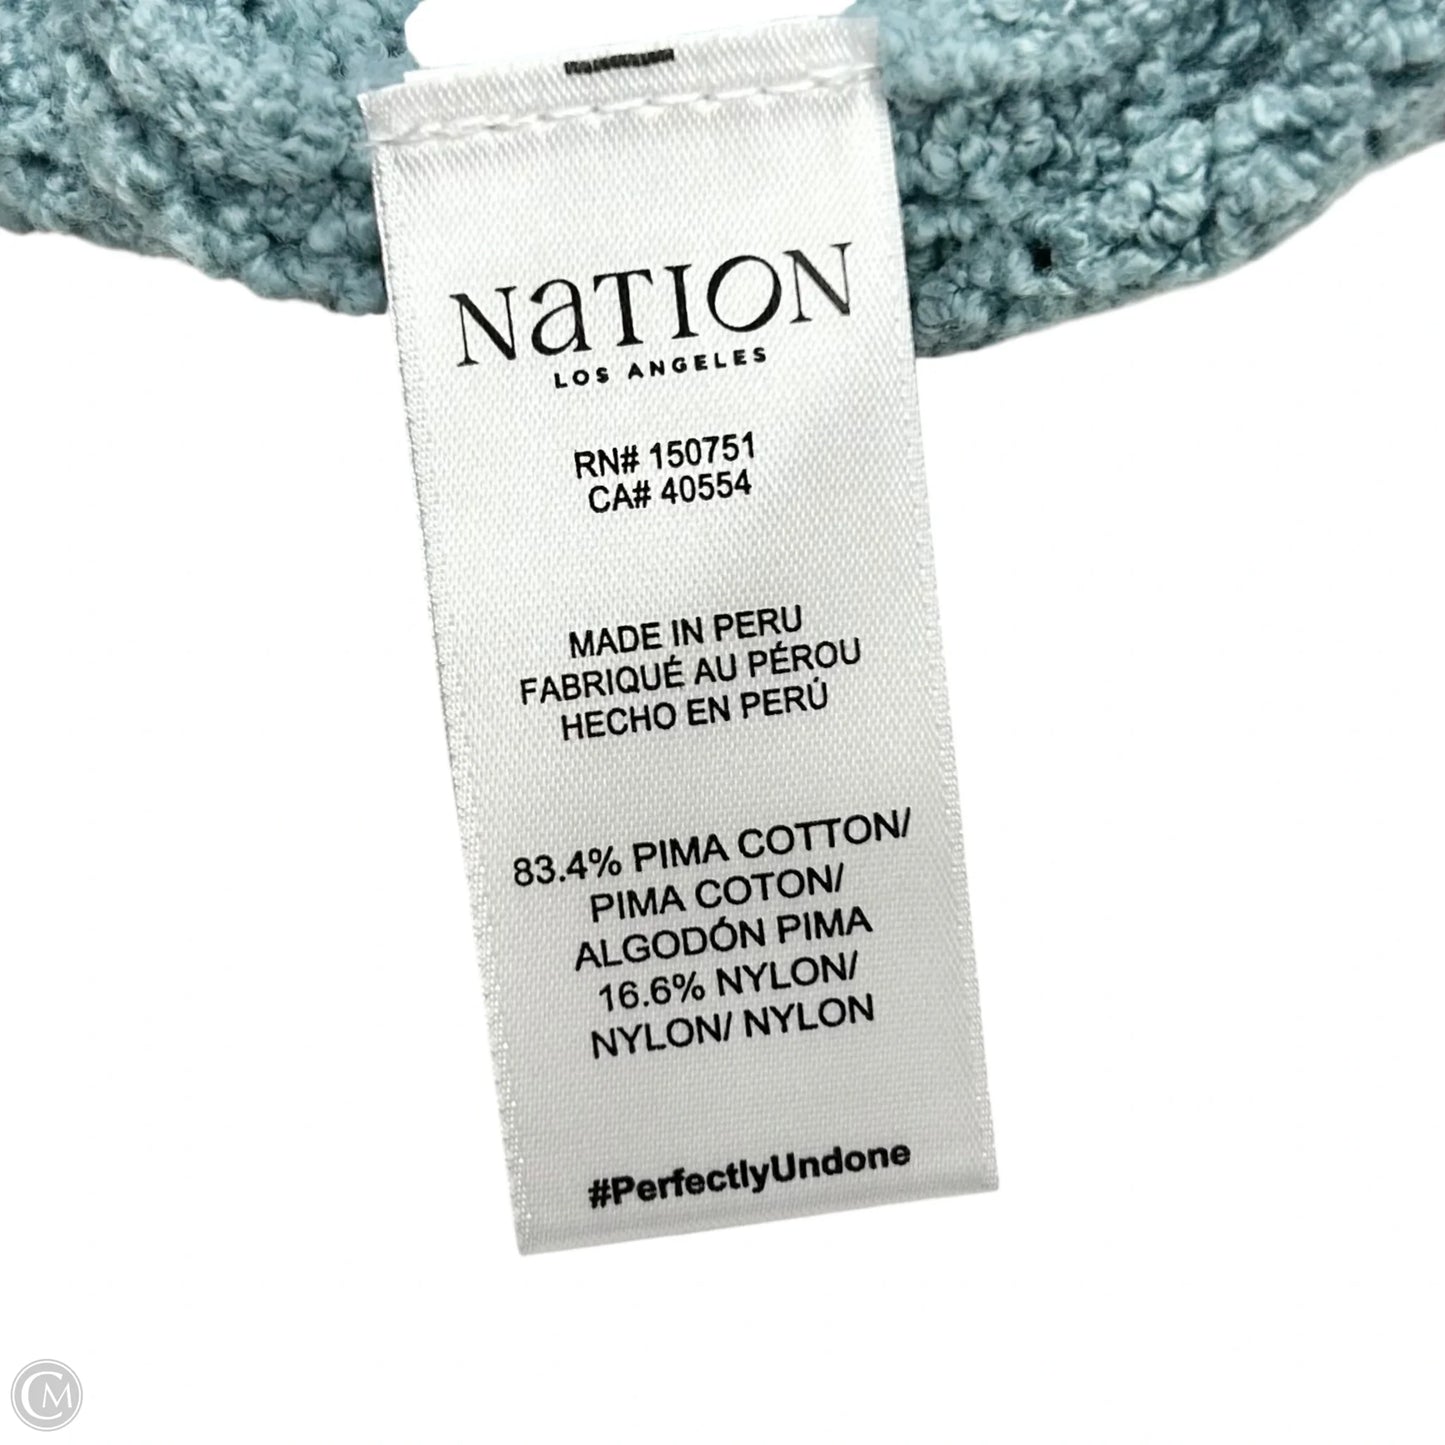 NaTION
LOS ANGELES
RN# 150751
CA# 40554
MADE IN PERU
FABRIQUÉ AU PÉROU
HECHO EN PERÚ
83.4% PIMA COTTON/
PIMA COTON/
ALGODÓN PIMA
16.6% NYLON/
NYLON/ NYLON
#PerfectlyUndone
CM